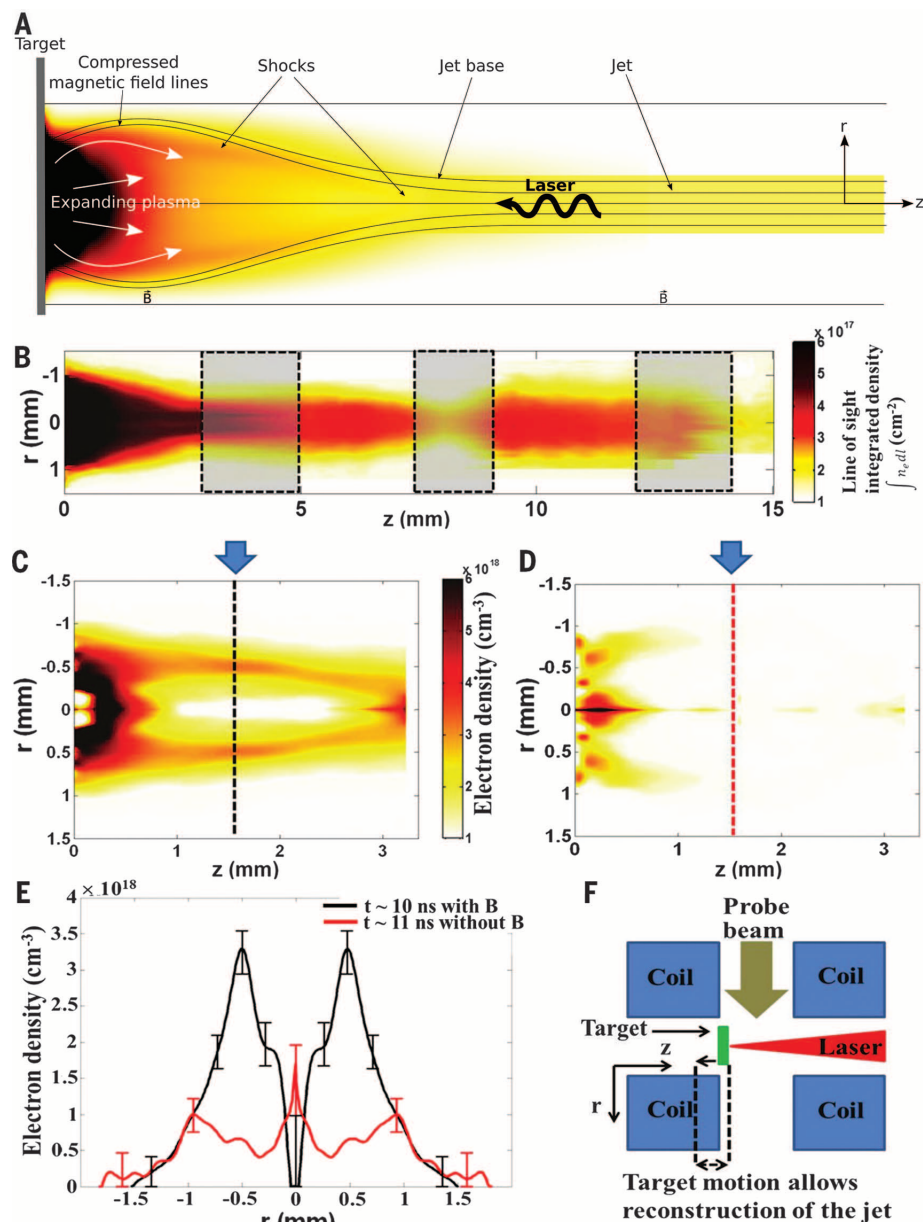 A
Target
Compressed
magnetic field lines
Shocks
Jet base
Jet
r
Laser
Expanding plasma
z
B
B
B
r (mm)
-1
0
1
0
5
10
15
z (mm)
x 10^17
6
5
4
3
2
1
Line of sight
integrated density
∫ n_e dl (cm^-2)
C
r (mm)
-1.5
-1
-0.5
0
0.5
1
1.5
0
1
2
3
z (mm)
x 10^18
6
5
4
3
2
1
Electron density (cm^-3)
D
r (mm)
-1.5
-1
-0.5
0
0.5
1
1.5
0
1
2
3
z (mm)
E
× 10^18
Electron density (cm^-3)
4
3.5
3
2.5
2
1.5
1
0.5
0
t ~ 10 ns with B
t ~ 11 ns without B
-1.5
-1
-0.5
0
0.5
1
1.5
r (mm)
F
Probe
beam
Coil
Coil
Target
z
Laser
r
Coil
Coil
Target motion allows
reconstruction of the jet